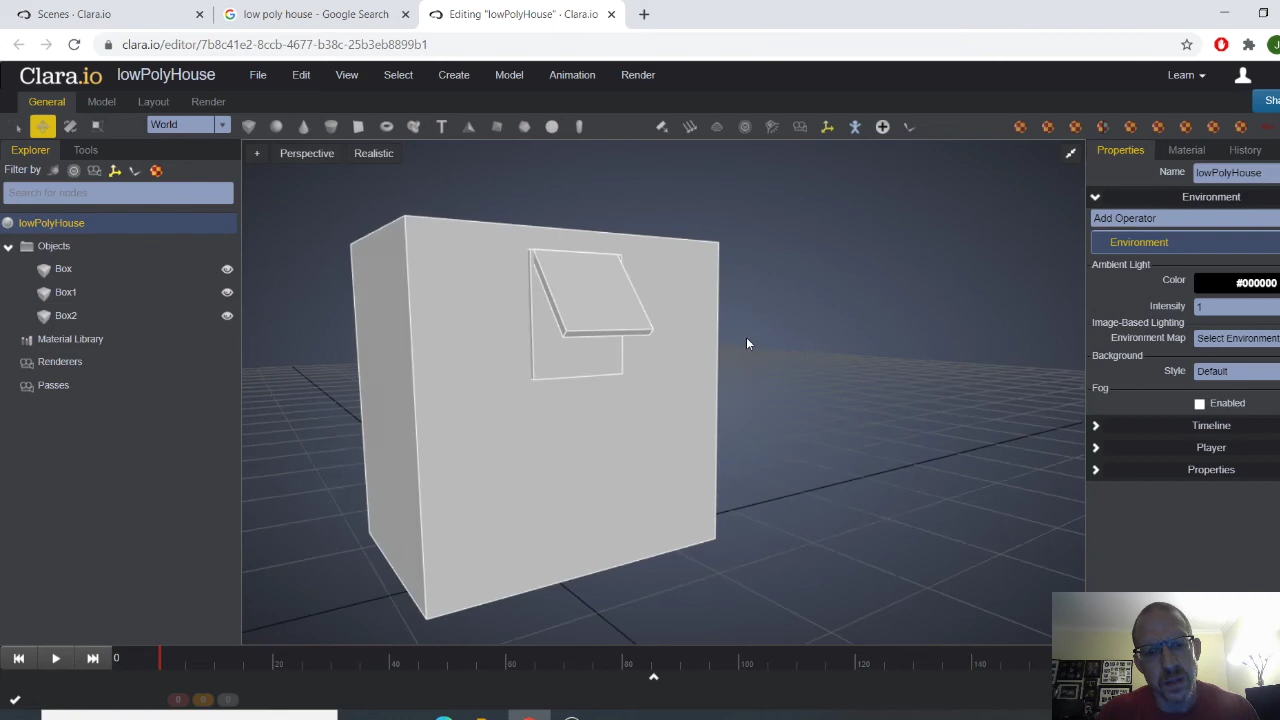 Scenes · Clara.io
low poly house - Google Search
Editing "lowPolyHouse" · Clara.io
clara.io/editor/7b8c41e2-8ccb-4677-b38c-25b3eb8899b1
Clara.io
lowPolyHouse
File
Edit
View
Select
Create
Model
Animation
Render
Learn
General
Model
Layout
Render
Sha
World
Explorer
Tools
Perspective
Realistic
Properties
Material
History
Filter by
Name
lowPolyHouse
Search for nodes
Environment
lowPolyHouse
Add Operator
Objects
Environment
Ambient Light
Box
Color
#000000
Box1
Intensity
1
Box2
Image-Based Lighting
Material Library
Environment Map
Select Environment
Renderers
Background
Passes
Style
Default
Fog
Enabled
Timeline
Player
Properties
0
20
40
60
80
100
120
140
0
0
0